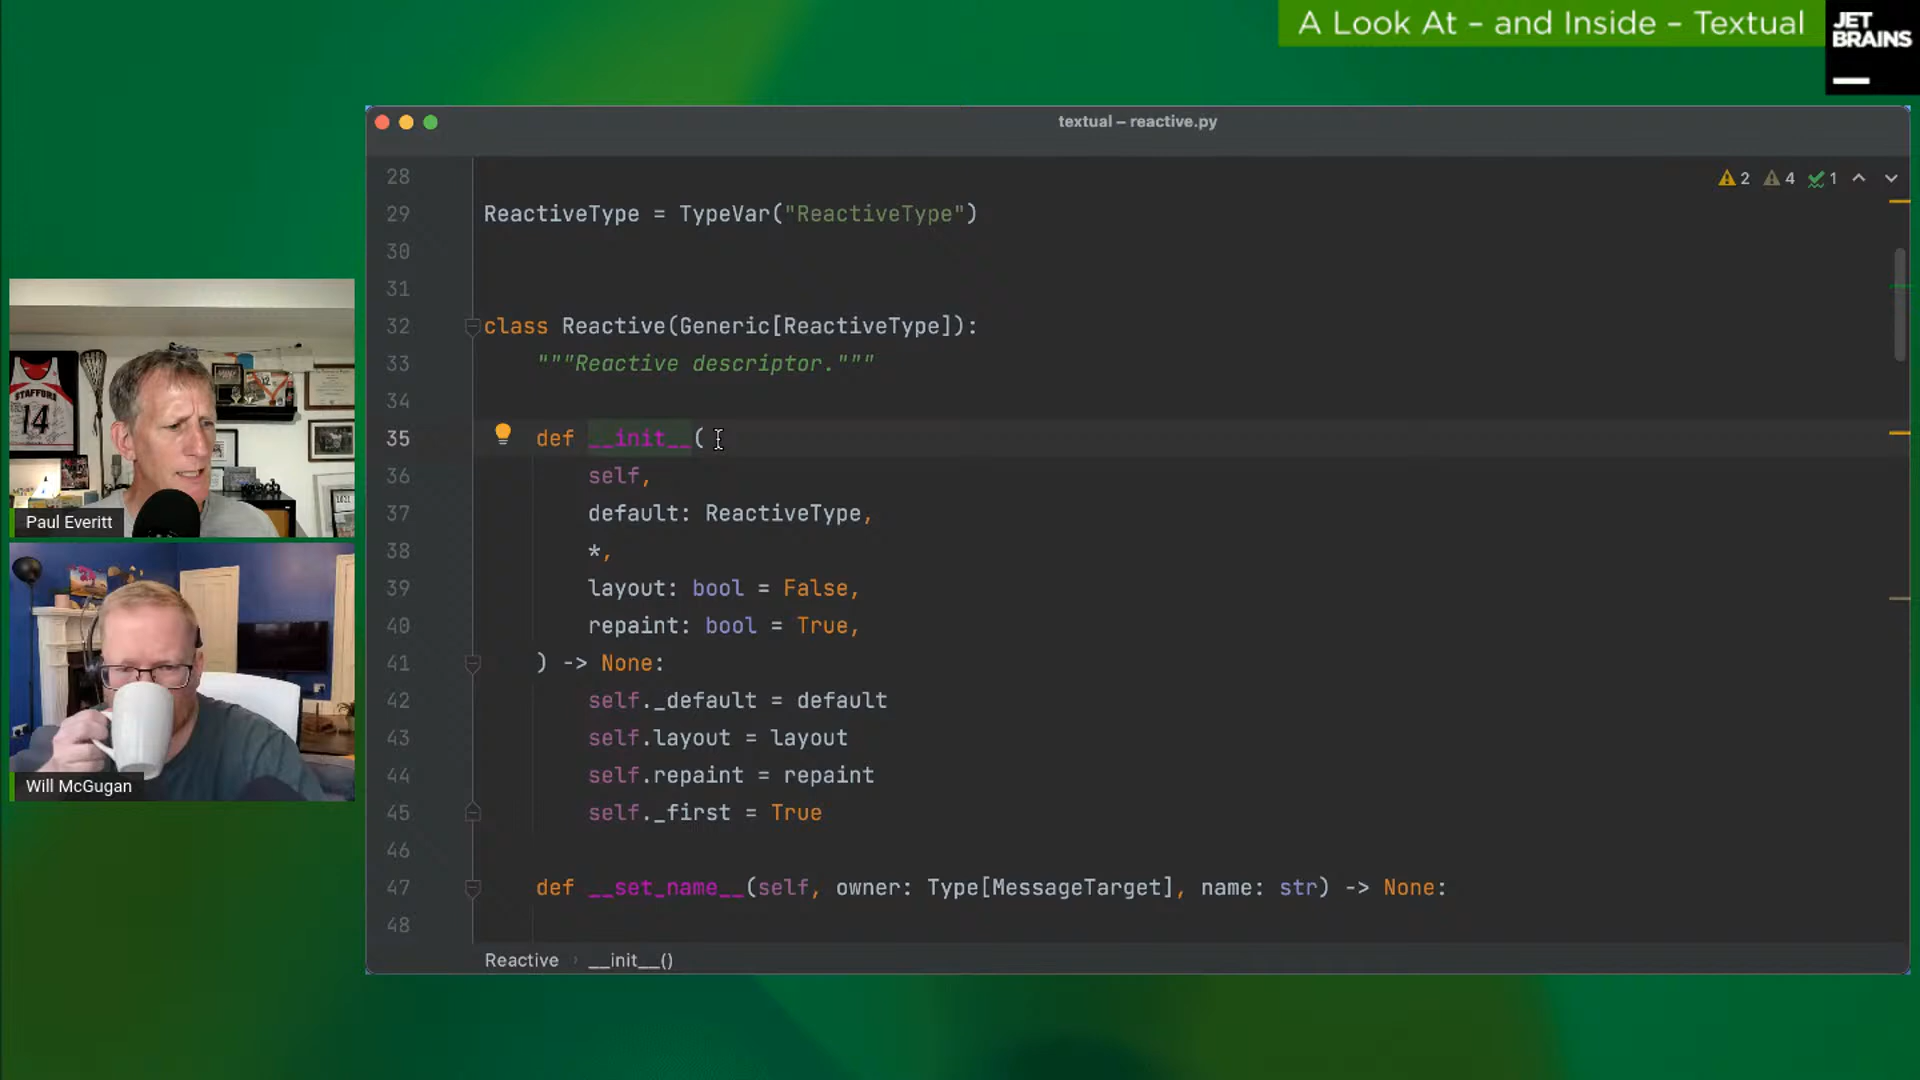 A Look At – and Inside – Textual
JET
BRAINS
textual – reactive.py
28
29 ReactiveType = TypeVar("ReactiveType")
2 4 1
30
31
32 class Reactive(Generic[ReactiveType]):
33 """Reactive descriptor."""
34
35 def __init__(
36 self,
37 default: ReactiveType,
38 *,
39 layout: bool = False,
40 repaint: bool = True,
41 ) -> None:
42 self._default = default
43 self.layout = layout
44 self.repaint = repaint
45 self._first = True
46
47 def __set_name__(self, owner: Type[MessageTarget], name: str) -> None:
48
Reactive › __init__()
STAFFORD
14
Paul Everitt
Will McGugan